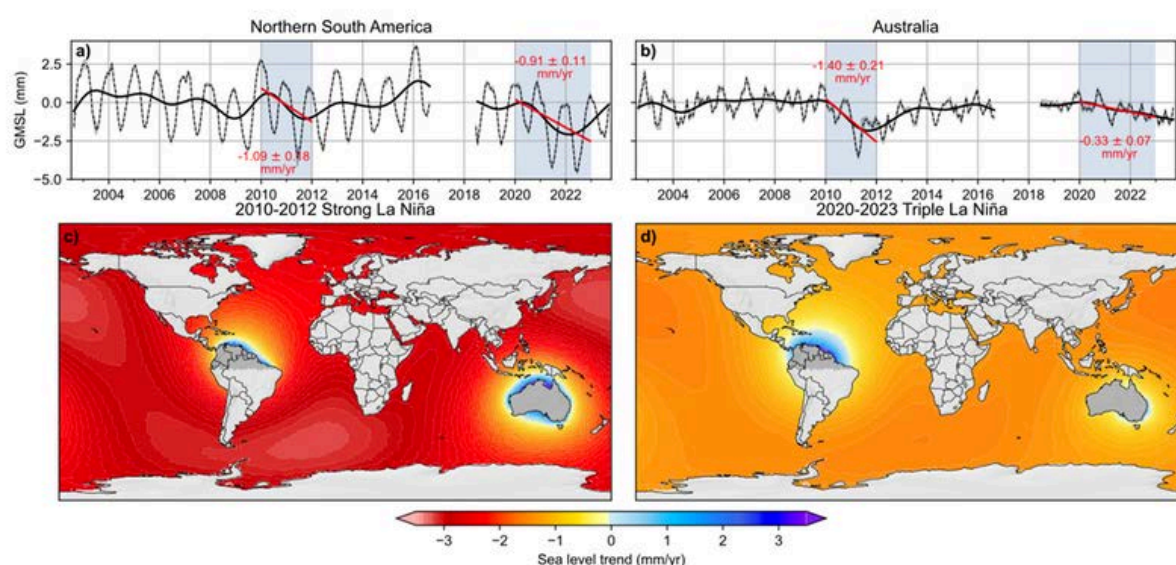 Northern South America
Australia
a)
b)
GMSL (mm)
2.5
0.0
−2.5
−5.0
-0.91 ± 0.11
mm/yr
-1.09 ± 0.18
mm/yr
-1.40 ± 0.21
mm/yr
-0.33 ± 0.07
mm/yr
2004 2006 2008 2010 2012 2014 2016 2018 2020 2022
2004 2006 2008 2010 2012 2014 2016 2018 2020 2022
2010-2012 Strong La Niña
2020-2023 Triple La Niña
c)
d)
−3 −2 −1 0 1 2 3
Sea level trend (mm/yr)